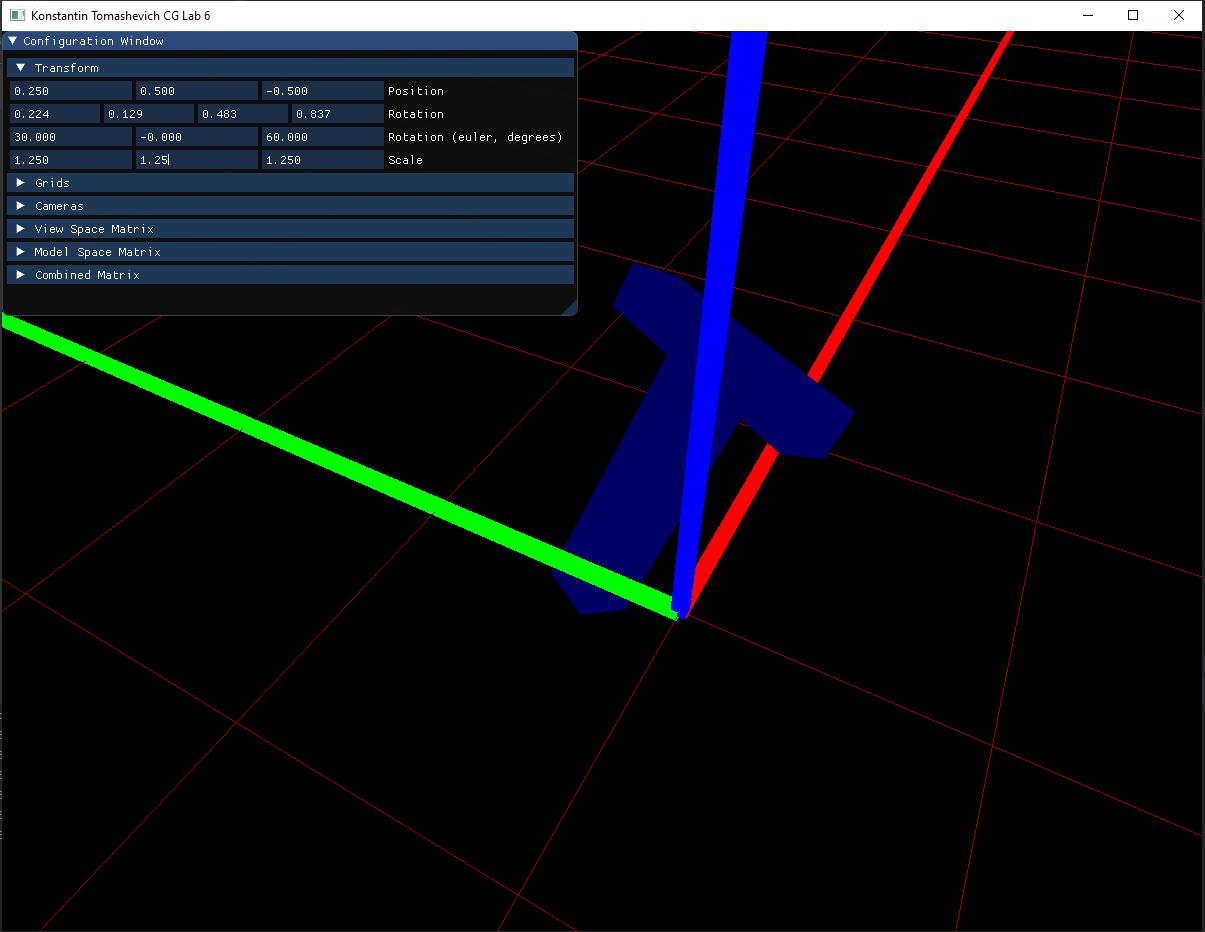 Konstantin Tomashevich CG Lab 6
Configuration Window
Transform
0.250 0.500 -0.500 Position
0.224 0.129 0.483 0.837 Rotation
30.000 -0.000 60.000 Rotation (euler, degrees)
1.250 1.25 1.250 Scale
Grids
Cameras
View Space Matrix
Model Space Matrix
Combined Matrix